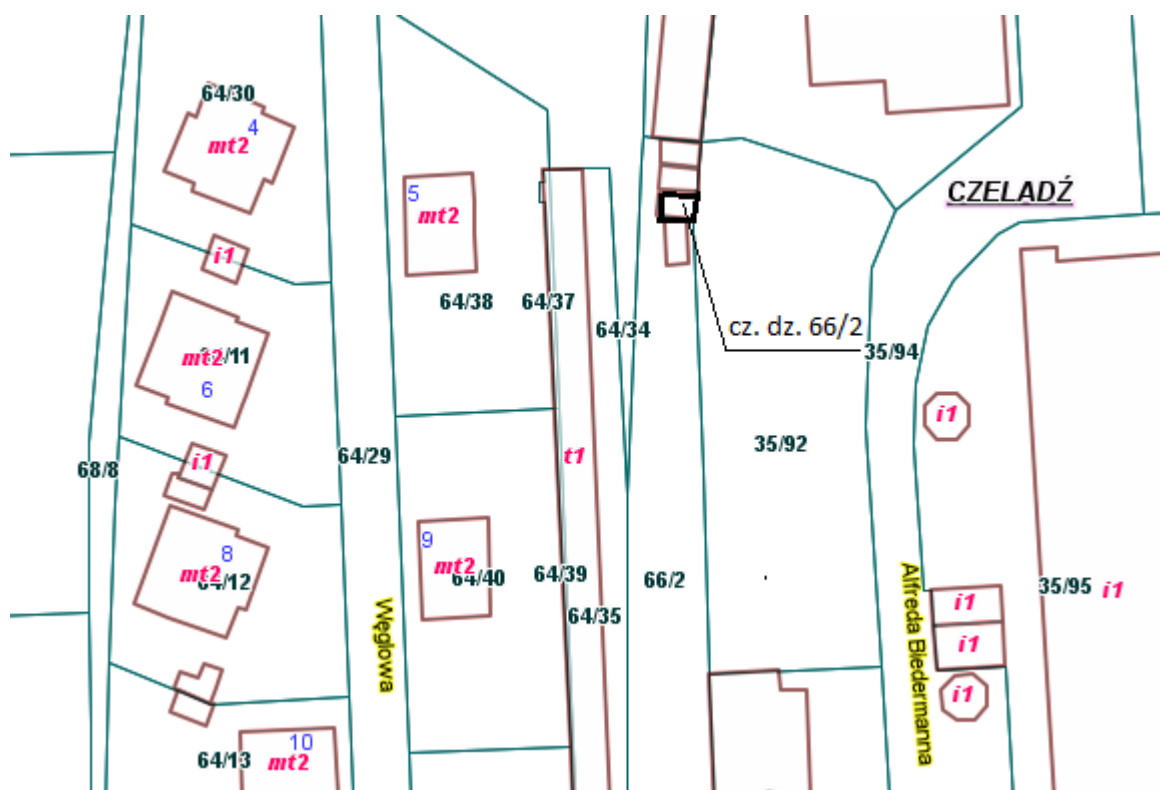 64/30
4
mt2
CZELADŹ
5
mt2
i1
64/38
64/37
64/34
cz. dz. 66/2
35/94
mt2
64/11
6
i1
35/92
i1
68/8
64/29
t1
9
mt2
64/40
64/39
8
mt2
64/12
66/2
35/95
i1
i1
64/35
Węglowa
Alfreda Biedermanna
i1
i1
10
64/13
mt2